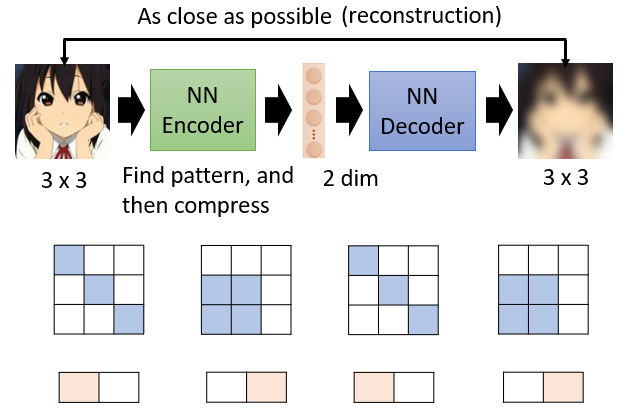 As close as possible (reconstruction)
NN
Encoder
NN
Decoder
3 x 3
Find pattern, and
then compress
2 dim
3 x 3